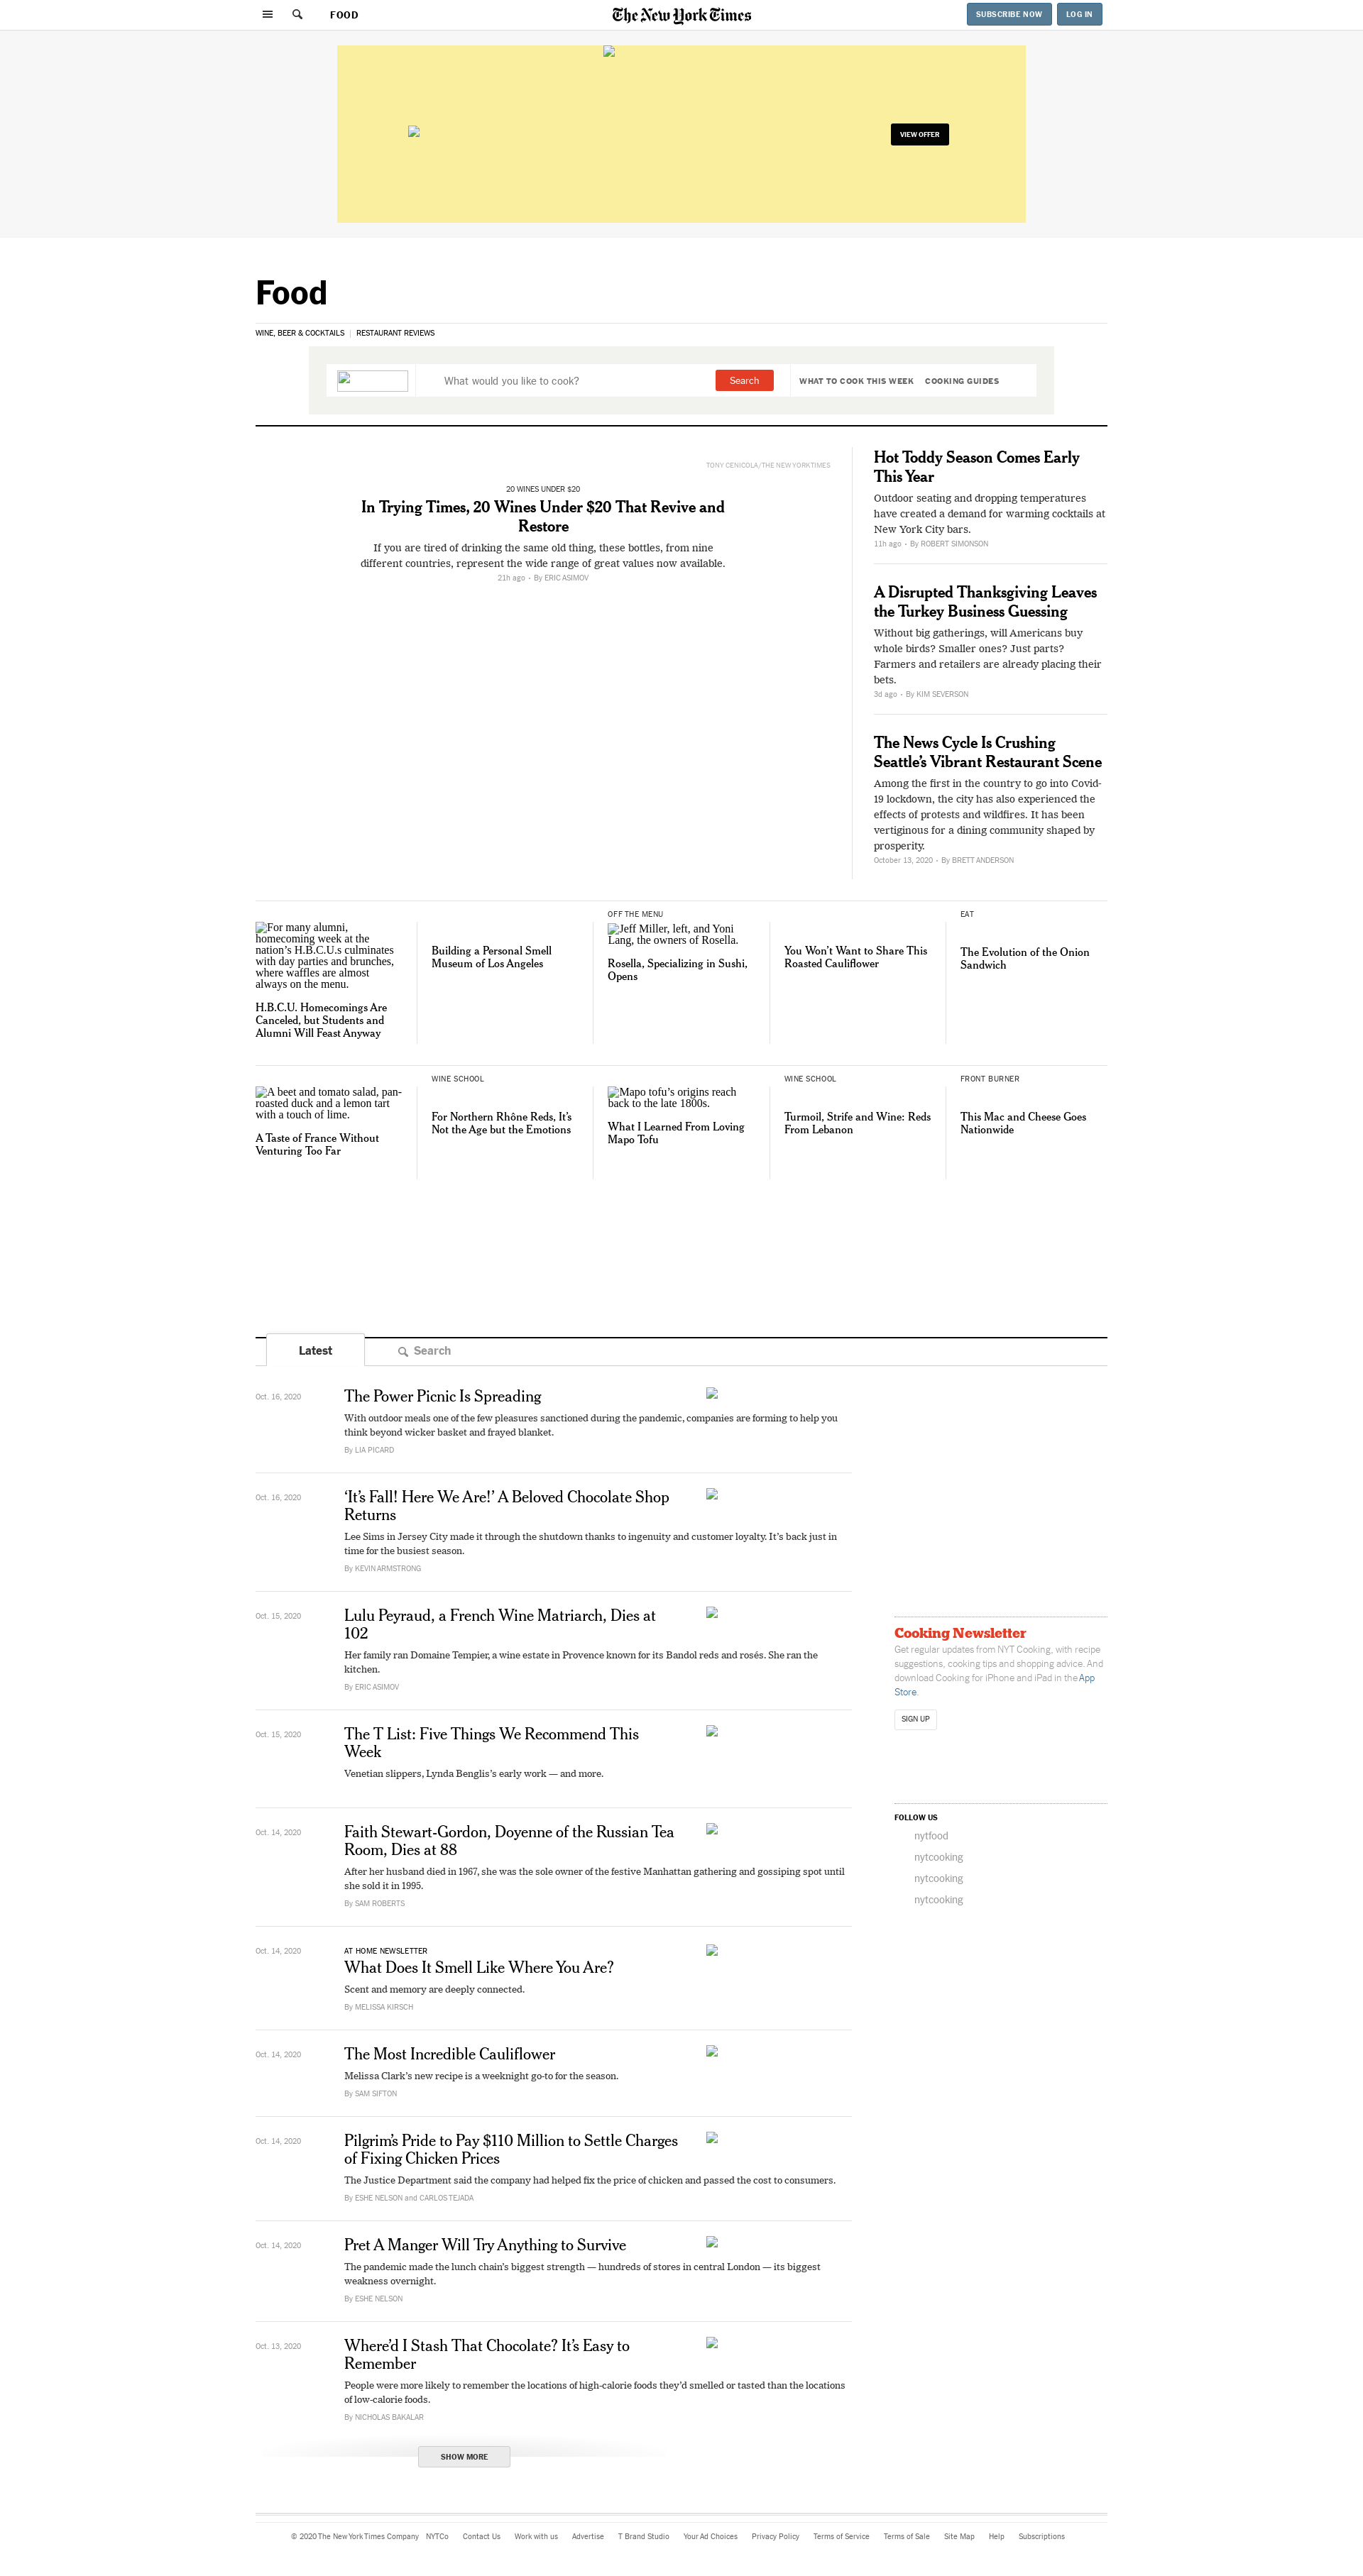 FOOD
The New York Times
SUBSCRIBE NOW
LOG IN
VIEW OFFER
Food
WINE, BEER & COCKTAILS | RESTAURANT REVIEWS
What would you like to cook?
Search
WHAT TO COOK THIS WEEK
COOKING GUIDES
TONY CENICOLA/THE NEW YORK TIMES
20 WINES UNDER $20
In Trying Times, 20 Wines Under $20 That Revive and
Restore
If you are tired of drinking the same old thing, these bottles, from nine
different countries, represent the wide range of great values now available.
21h ago • By ERIC ASIMOV
Hot Toddy Season Comes Early
This Year
Outdoor seating and dropping temperatures
have created a demand for warming cocktails at
New York City bars.
11h ago • By ROBERT SIMONSON
A Disrupted Thanksgiving Leaves
the Turkey Business Guessing
Without big gatherings, will Americans buy
whole birds? Smaller ones? Just parts?
Farmers and retailers are already placing their
bets.
3d ago • By KIM SEVERSON
The News Cycle Is Crushing
Seattle’s Vibrant Restaurant Scene
Among the first in the country to go into Covid-
19 lockdown, the city has also experienced the
effects of protests and wildfires. It has been
vertiginous for a dining community shaped by
prosperity.
October 13, 2020 • By BRETT ANDERSON
For many alumni,
homecoming week at the
nation’s H.B.C.U.s culminates
with day parties and brunches,
where waffles are almost
always on the menu.
H.B.C.U. Homecomings Are
Canceled, but Students and
Alumni Will Feast Anyway
Building a Personal Smell
Museum of Los Angeles
OFF THE MENU
Jeff Miller, left, and Yoni
Lang, the owners of Rosella.
Rosella, Specializing in Sushi,
Opens
You Won’t Want to Share This
Roasted Cauliflower
EAT
The Evolution of the Onion
Sandwich
A beet and tomato salad, pan-
roasted duck and a lemon tart
with a touch of lime.
A Taste of France Without
Venturing Too Far
WINE SCHOOL
For Northern Rhône Reds, It’s
Not the Age but the Emotions
Mapo tofu’s origins reach
back to the late 1800s.
What I Learned From Loving
Mapo Tofu
WINE SCHOOL
Turmoil, Strife and Wine: Reds
From Lebanon
FRONT BURNER
This Mac and Cheese Goes
Nationwide
Latest
Search
Oct. 16, 2020
The Power Picnic Is Spreading
With outdoor meals one of the few pleasures sanctioned during the pandemic, companies are forming to help you
think beyond wicker basket and frayed blanket.
By LIA PICARD
Oct. 16, 2020
‘It’s Fall! Here We Are!’ A Beloved Chocolate Shop
Returns
Lee Sims in Jersey City made it through the shutdown thanks to ingenuity and customer loyalty. It’s back just in
time for the busiest season.
By KEVIN ARMSTRONG
Oct. 15, 2020
Lulu Peyraud, a French Wine Matriarch, Dies at
102
Her family ran Domaine Tempier, a wine estate in Provence known for its Bandol reds and rosés. She ran the
kitchen.
By ERIC ASIMOV
Oct. 15, 2020
The T List: Five Things We Recommend This
Week
Venetian slippers, Lynda Benglis’s early work — and more.
Oct. 14, 2020
Faith Stewart-Gordon, Doyenne of the Russian Tea
Room, Dies at 88
After her husband died in 1967, she was the sole owner of the festive Manhattan gathering and gossiping spot until
she sold it in 1995.
By SAM ROBERTS
Oct. 14, 2020
AT HOME NEWSLETTER
What Does It Smell Like Where You Are?
Scent and memory are deeply connected.
By MELISSA KIRSCH
Oct. 14, 2020
The Most Incredible Cauliflower
Melissa Clark’s new recipe is a weeknight go-to for the season.
By SAM SIFTON
Oct. 14, 2020
Pilgrim’s Pride to Pay $110 Million to Settle Charges
of Fixing Chicken Prices
The Justice Department said the company had helped fix the price of chicken and passed the cost to consumers.
By ESHE NELSON and CARLOS TEJADA
Oct. 14, 2020
Pret A Manger Will Try Anything to Survive
The pandemic made the lunch chain’s biggest strength — hundreds of stores in central London — its biggest
weakness overnight.
By ESHE NELSON
Oct. 13, 2020
Where’d I Stash That Chocolate? It’s Easy to
Remember
People were more likely to remember the locations of high-calorie foods they’d smelled or tasted than the locations
of low-calorie foods.
By NICHOLAS BAKALAR
SHOW MORE
Cooking Newsletter
Get regular updates from NYT Cooking, with recipe
suggestions, cooking tips and shopping advice. And
download Cooking for iPhone and iPad in the App
Store.
SIGN UP
FOLLOW US
nytfood
nytcooking
nytcooking
nytcooking
© 2020 The New York Times Company NYTCo Contact Us Work with us Advertise T Brand Studio Your Ad Choices Privacy Policy Terms of Service Terms of Sale Site Map Help Subscriptions